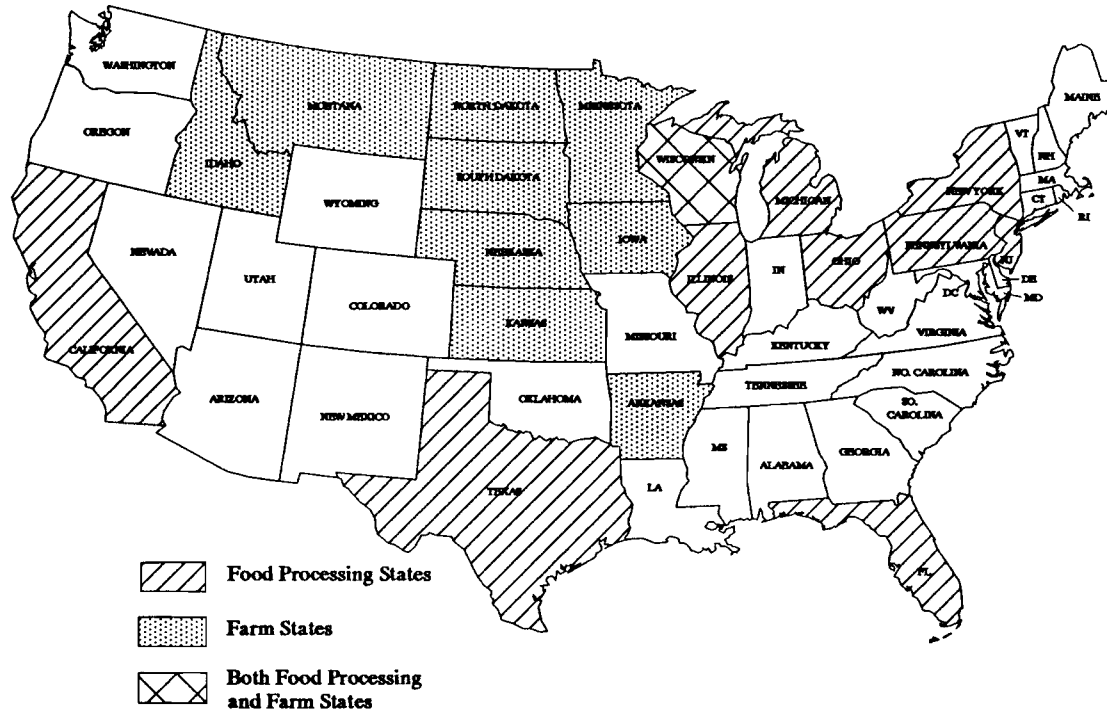 MAINE
WASHINGTON
MONTANA
NORTH DAKOTA
MINNESOTA
VT
NH
OREGON
IDAHO
SOUTH DAKOTA
WISCONSIN
MICHIGAN
NEW YORK
MA
CT
RI
WYOMING
NEBRASKA
IOWA
NEVADA
UTAH
COLORADO
KANSAS
ILLINOIS
IN
OHIO
PENNSYLVANIA
NJ
DE
MD
DC
WV
VIRGINIA
MISSOURI
KENTUCKY
CALIFORNIA
ARIZONA
NEW MEXICO
OKLAHOMA
ARKANSAS
TENNESSEE
NO. CAROLINA
SO.
CAROLINA
MS
ALABAMA
GEORGIA
TEXAS
LA
FL
Food Processing States
Farm States
Both Food Processing
and Farm States